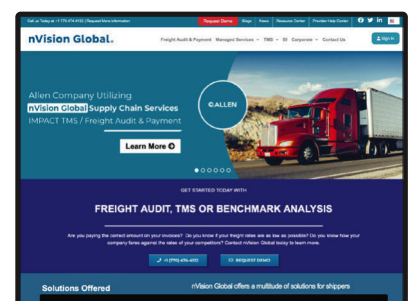 Call us Today at +1 770 474 4122 | Request More Information
Request Demo
Blogs
News
Resource Center
Provider Help Center
nVision Global.
Freight Audit & Payment
Managed Services
TMS
BI
Corporate
Contact Us
Sign In
Allen Company Utilizing
nVision Global Supply Chain Services
IMPACT TMS / Freight Audit & Payment
Learn More
ALLEN
GET STARTED TODAY WITH
FREIGHT AUDIT, TMS OR BENCHMARK ANALYSIS
Are you paying the correct amount on your invoices? Do you know if your freight rates are as low as possible? Do you know how your
company fares against the rates of your competitors? Contact nVision Global today to learn more.
+1 (770) 474-4122
REQUEST DEMO
Solutions Offered
nVision Global offers a multitude of solutions for shippers